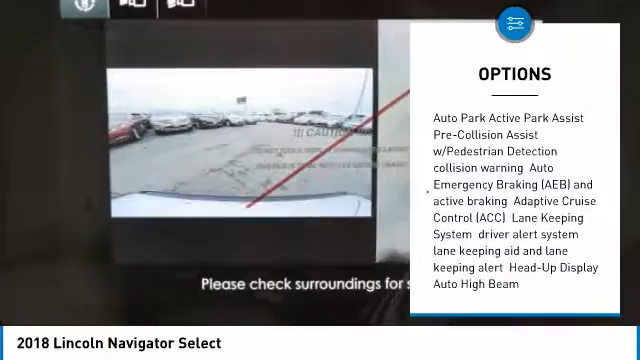 OPTIONS
Auto Park Active Park Assist
Pre-Collision Assist
w/Pedestrian Detection
collision warning Auto
Emergency Braking (AEB) and
active braking Adaptive Cruise
Control (ACC) Lane Keeping
System driver alert system
lane keeping aid and lane
keeping alert Head-Up Display
Auto High Beam
!!! CAUTION
Please check surroundings for s
2018 Lincoln Navigator Select